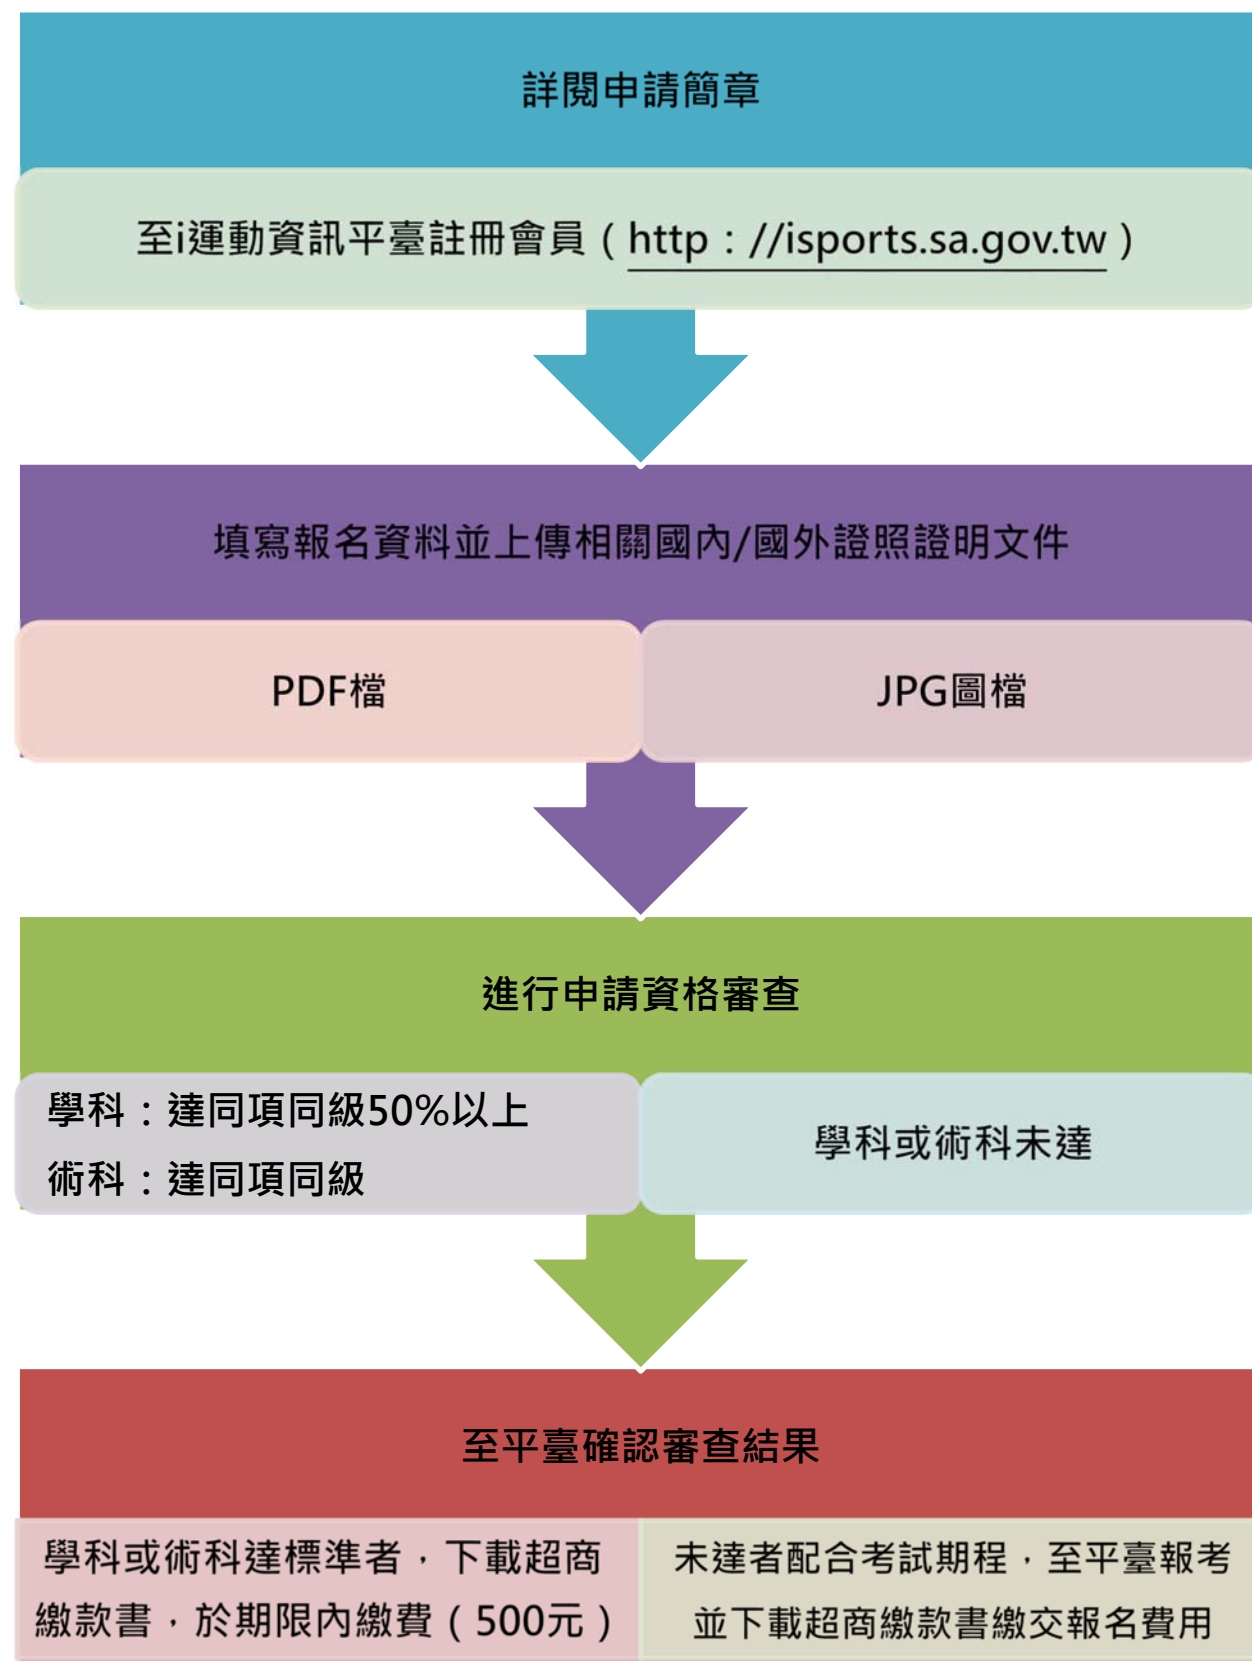 詳閱申請簡章
至i運動資訊平臺註冊會員（http：//isports.sa.gov.tw）
填寫報名資料並上傳相關國內/國外證照證明文件
PDF檔
JPG圖檔
進行申請資格審查
學科：達同項同級50%以上
術科：達同項同級
學科或術科未達
至平臺確認審查結果
學科或術科達標準者，下載超商
繳款書，於期限內繳費（500元）
未達者配合考試期程，至平臺報考
並下載超商繳款書繳交報名費用